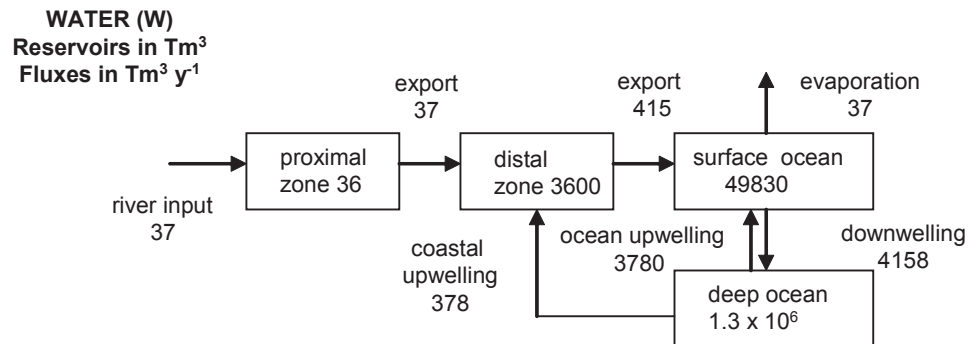 WATER (W)
Reservoirs in Tm³
Fluxes in Tm³ y⁻¹
export
37
export
415
evaporation
37
proximal
zone 36
distal
zone 3600
surface ocean
49830
river input
37
coastal
upwelling
378
ocean upwelling
3780
downwelling
4158
deep ocean
1.3 x 10⁶